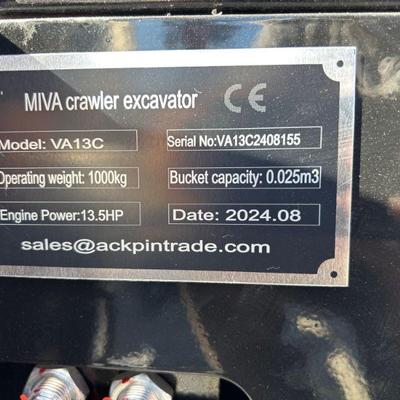 MIVA crawler excavator CE
Model: VA13C Serial No:VA13C2408155
Operating weight: 1000kg Bucket capacity: 0.025m3
Engine Power:13.5HP Date: 2024.08
sales@ackpintrade.com